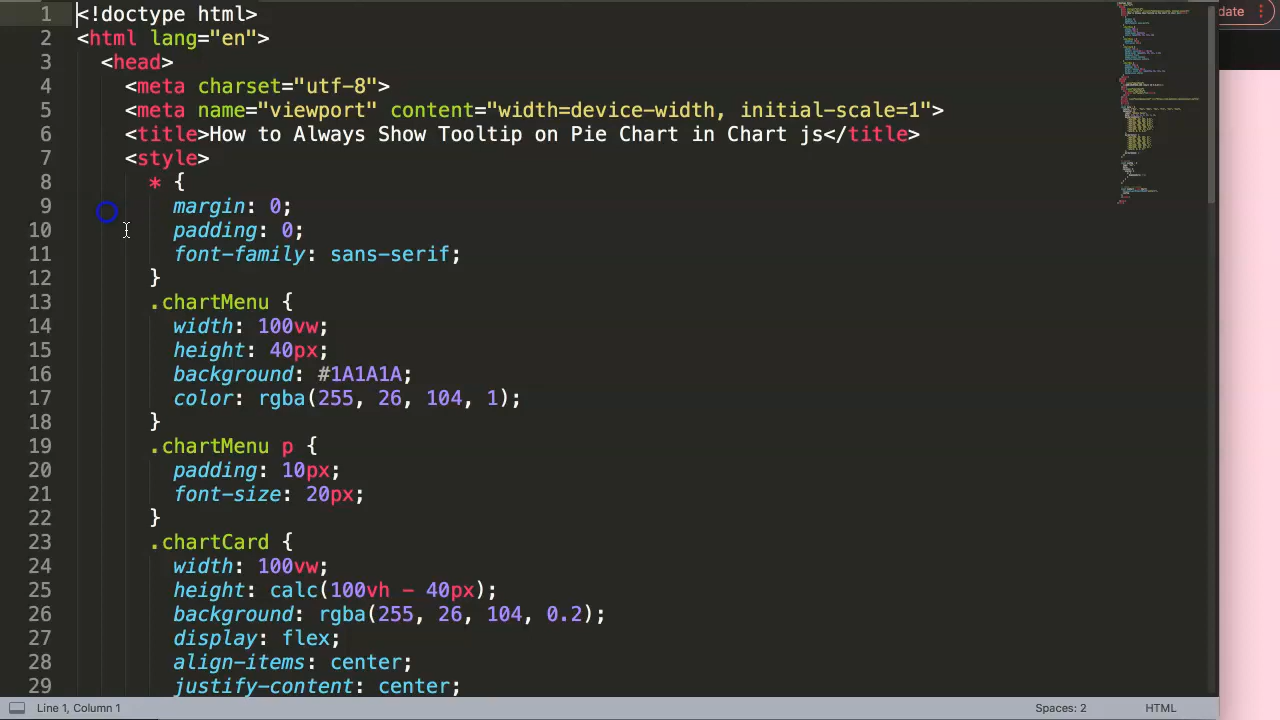 1 <!doctype html>
2 <html lang="en">
3 <head>
4 <meta charset="utf-8">
5 <meta name="viewport" content="width=device-width, initial-scale=1">
6 <title>How to Always Show Tooltip on Pie Chart in Chart js</title>
7 <style>
8 * {
9 margin: 0;
10 padding: 0;
11 font-family: sans-serif;
12 }
13 .chartMenu {
14 width: 100vw;
15 height: 40px;
16 background: #1A1A1A;
17 color: rgba(255, 26, 104, 1);
18 }
19 .chartMenu p {
20 padding: 10px;
21 font-size: 20px;
22 }
23 .chartCard {
24 width: 100vw;
25 height: calc(100vh - 40px);
26 background: rgba(255, 26, 104, 0.2);
27 display: flex;
28 align-items: center;
29 justify-content: center;
date
Line 1, Column 1
Spaces: 2
HTML